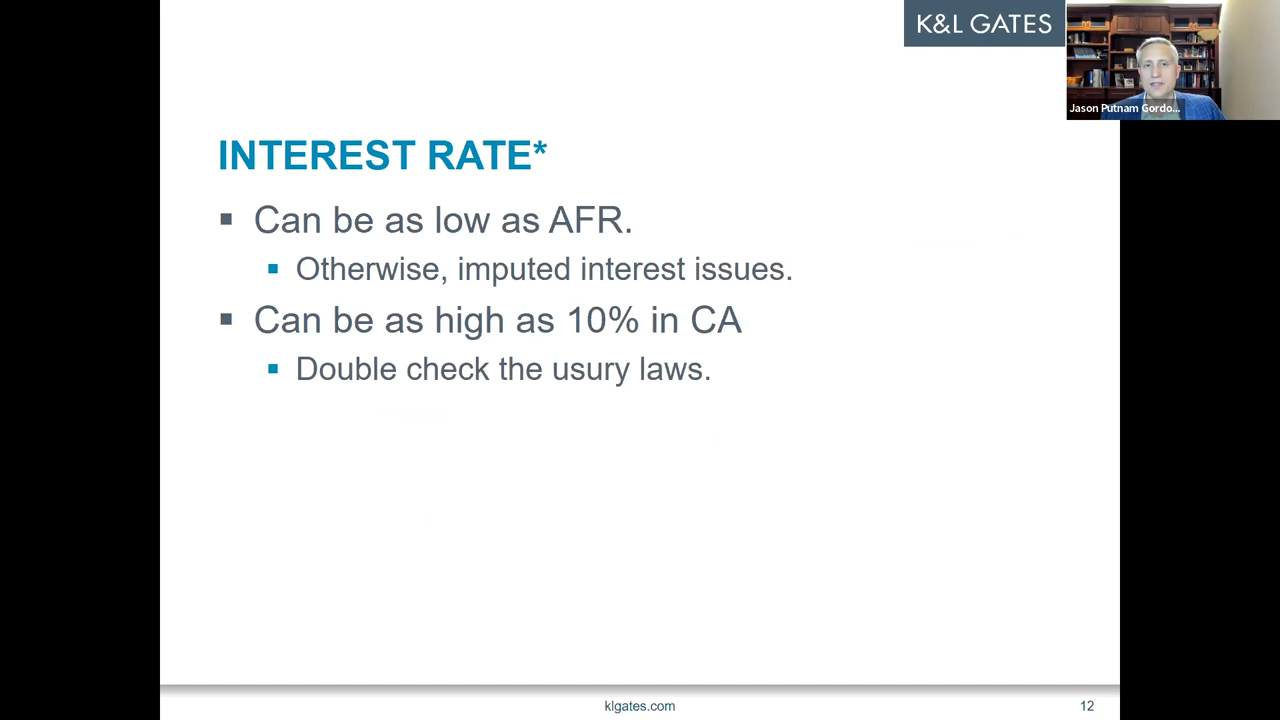 K&L GATES
Jason Putnam Gordo...
INTEREST RATE*
▪ Can be as low as AFR.
▪ Otherwise, imputed interest issues.
▪ Can be as high as 10% in CA
▪ Double check the usury laws.
klgates.com
12